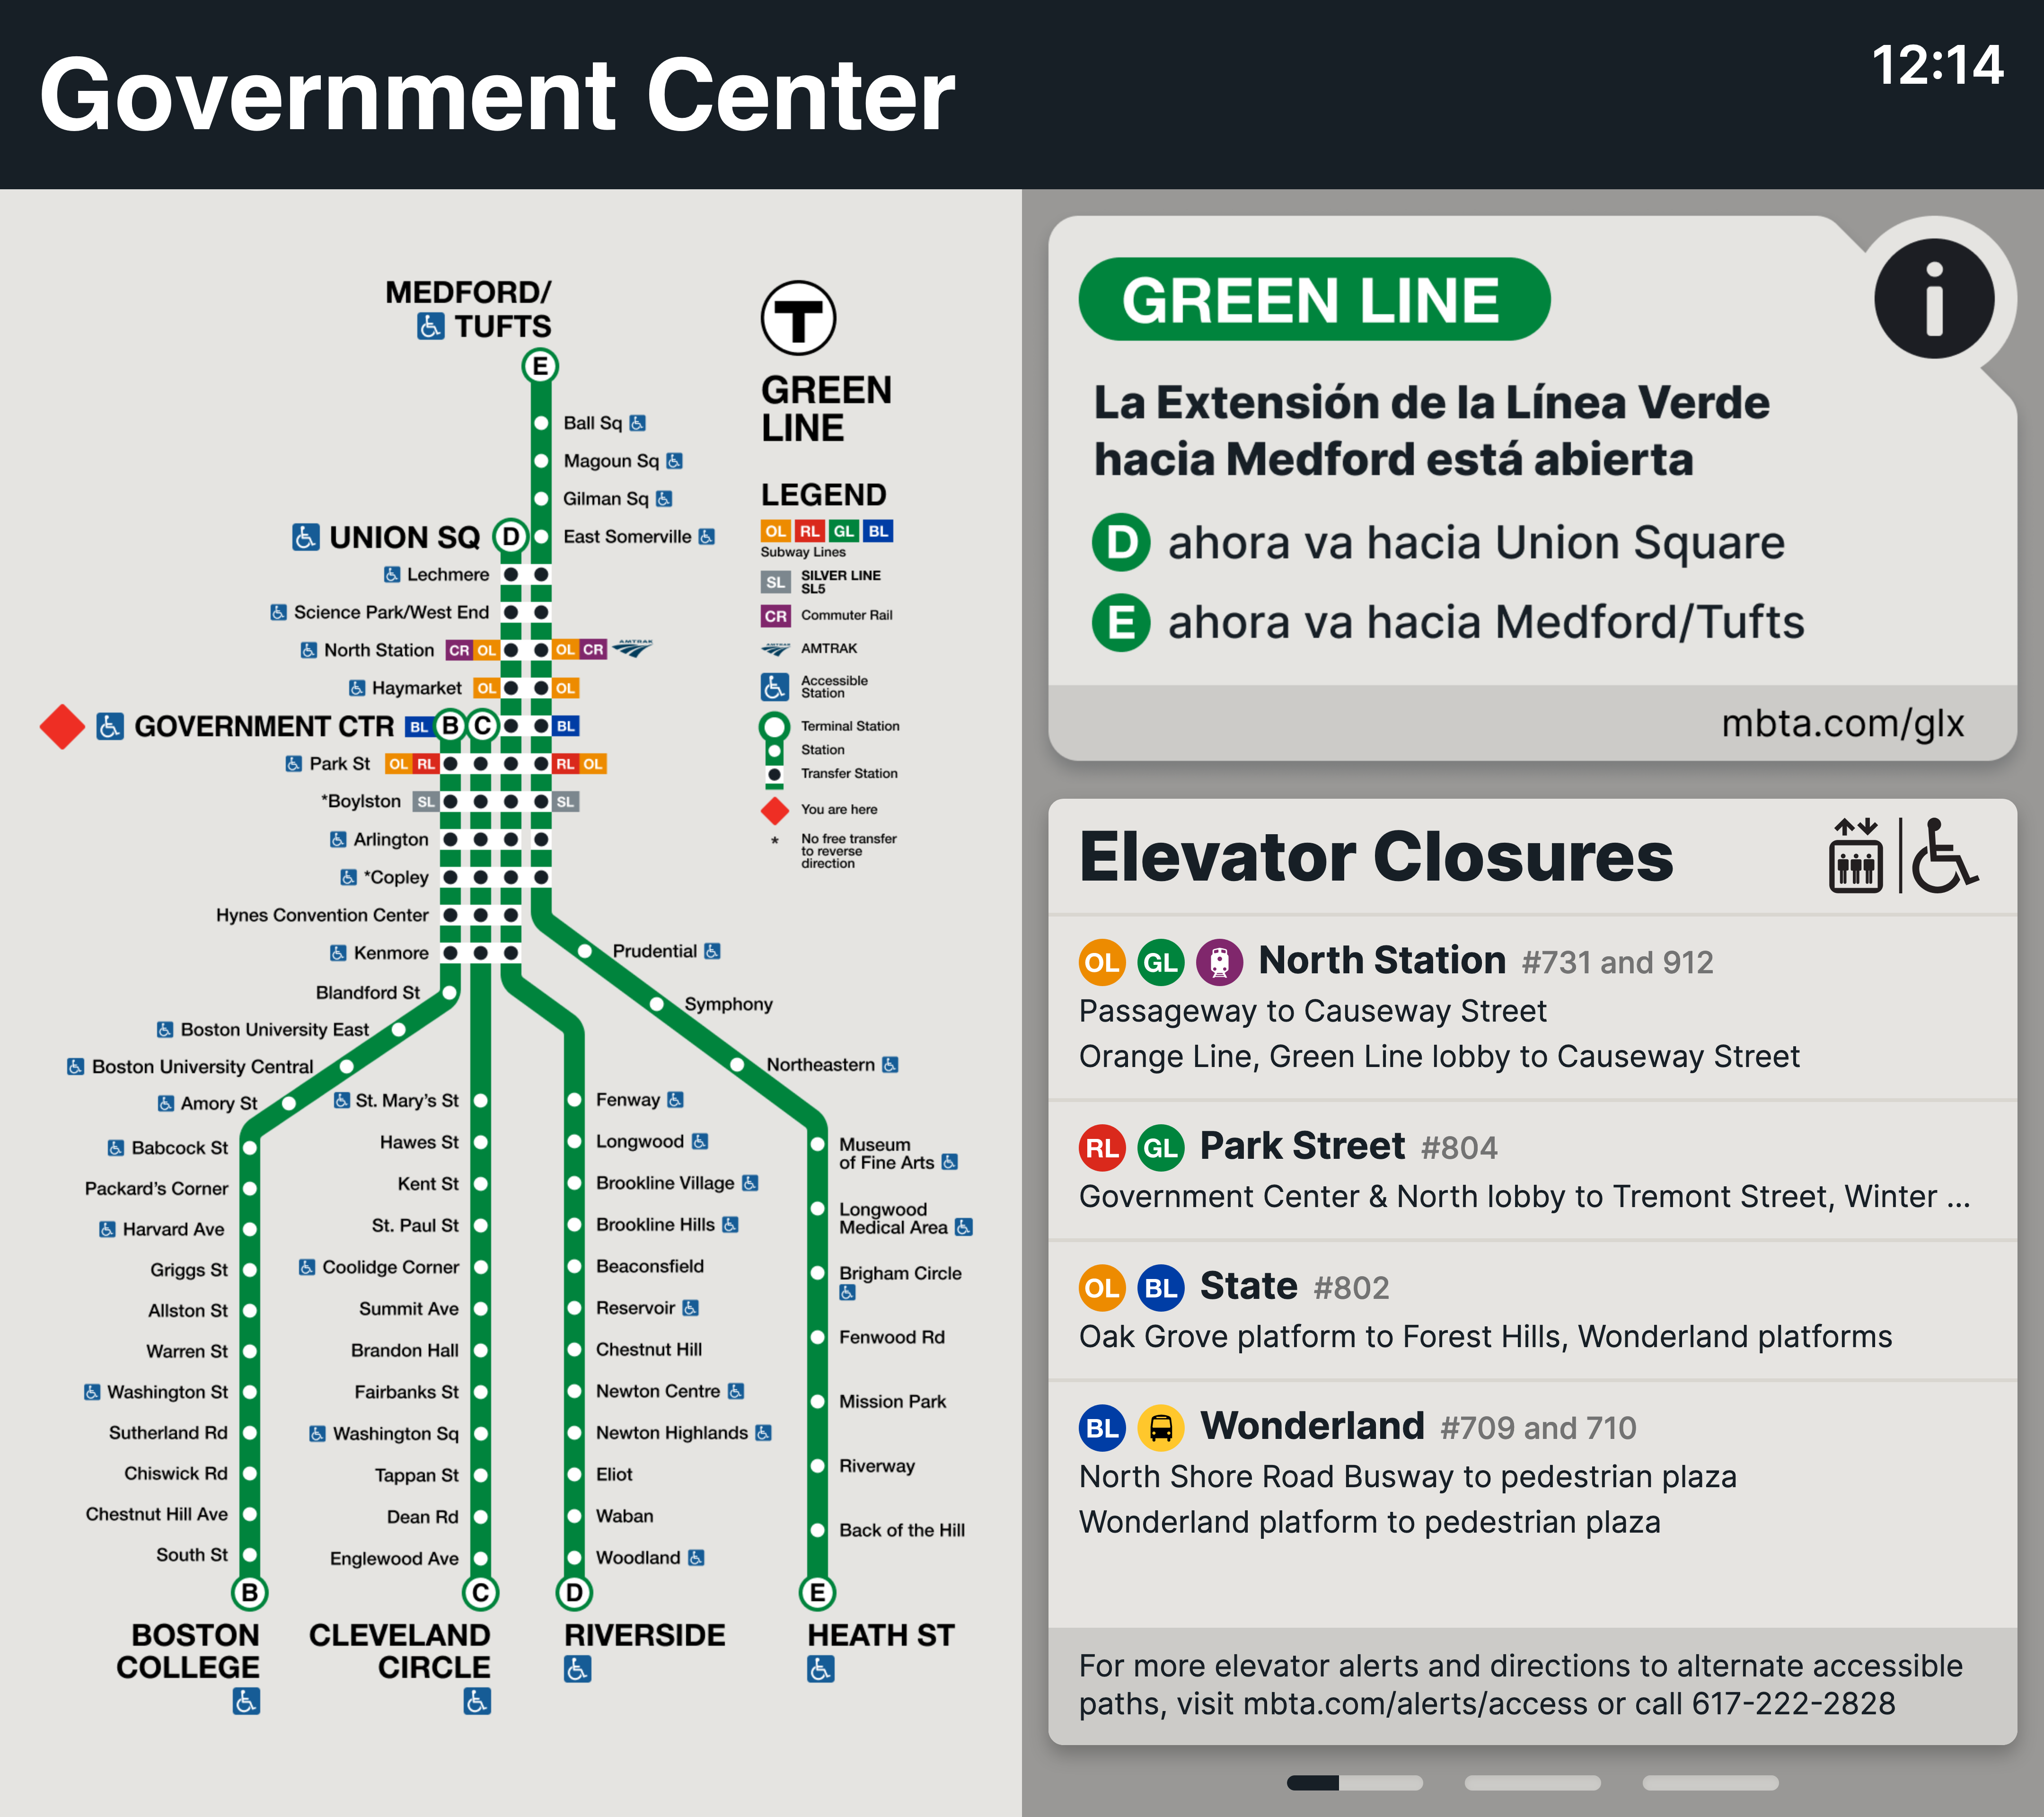 Government Center
12:14
MEDFORD/
TUFTS
E
Ball Sq
Magoun Sq
Gilman Sq
UNION SQ D
East Somerville
Lechmere
Science Park/West End
North Station CR OL
OL CR AMTRAK
Haymarket OL
OL
GOVERNMENT CTR BL B C
BL
Park St OL RL
RL OL
*Boylston SL
SL
Arlington
*Copley
Hynes Convention Center
Kenmore
Blandford St
Boston University East
Boston University Central
Amory St
Babcock St
Packard's Corner
Harvard Ave
Griggs St
Allston St
Warren St
Washington St
Sutherland Rd
Chiswick Rd
Chestnut Hill Ave
South St
B
BOSTON
COLLEGE
St. Mary's St
Hawes St
Kent St
St. Paul St
Coolidge Corner
Summit Ave
Brandon Hall
Fairbanks St
Washington Sq
Tappan St
Dean Rd
Englewood Ave
C
CLEVELAND
CIRCLE
Fenway
Longwood
Brookline Village
Brookline Hills
Beaconsfield
Reservoir
Chestnut Hill
Newton Centre
Newton Highlands
Eliot
Waban
Woodland
D
RIVERSIDE
Prudential
Symphony
Northeastern
Museum
of Fine Arts
Longwood
Medical Area
Brigham Circle
Fenwood Rd
Mission Park
Riverway
Back of the Hill
E
HEATH ST
T
GREEN
LINE
LEGEND
OL RL GL BL
Subway Lines
SL SILVER LINE
SL5
CR Commuter Rail
AMTRAK AMTRAK
Accessible
Station
Terminal Station
Station
Transfer Station
You are here
* No free transfer
to reverse
direction
GREEN LINE
i
La Extensión de la Línea Verde
hacia Medford está abierta
D ahora va hacia Union Square
E ahora va hacia Medford/Tufts
mbta.com/glx
Elevator Closures
OL GL North Station #731 and 912
Passageway to Causeway Street
Orange Line, Green Line lobby to Causeway Street
RL GL Park Street #804
Government Center & North lobby to Tremont Street, Winter ...
OL BL State #802
Oak Grove platform to Forest Hills, Wonderland platforms
BL Wonderland #709 and 710
North Shore Road Busway to pedestrian plaza
Wonderland platform to pedestrian plaza
For more elevator alerts and directions to alternate accessible
paths, visit mbta.com/alerts/access or call 617-222-2828